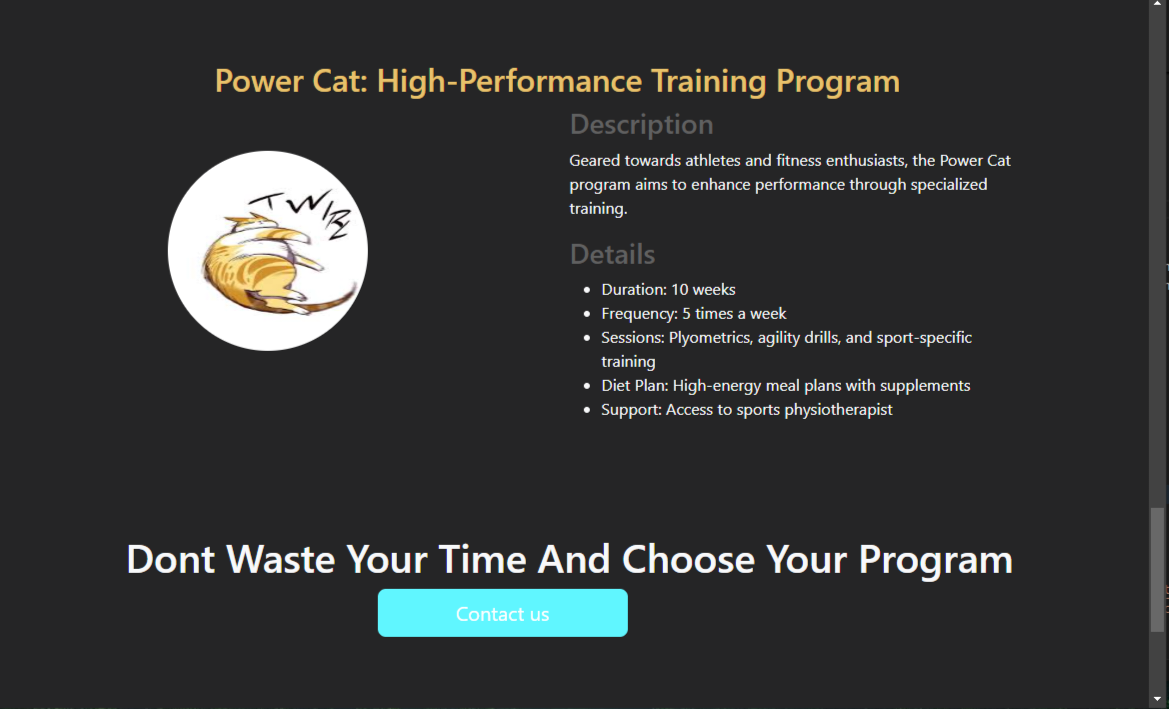 Power Cat: High-Performance Training Program
TWIRL
Description
Geared towards athletes and fitness enthusiasts, the Power Cat
program aims to enhance performance through specialized
training.
Details
Duration: 10 weeks
Frequency: 5 times a week
Sessions: Plyometrics, agility drills, and sport-specific
training
Diet Plan: High-energy meal plans with supplements
Support: Access to sports physiotherapist
Dont Waste Your Time And Choose Your Program
Contact us